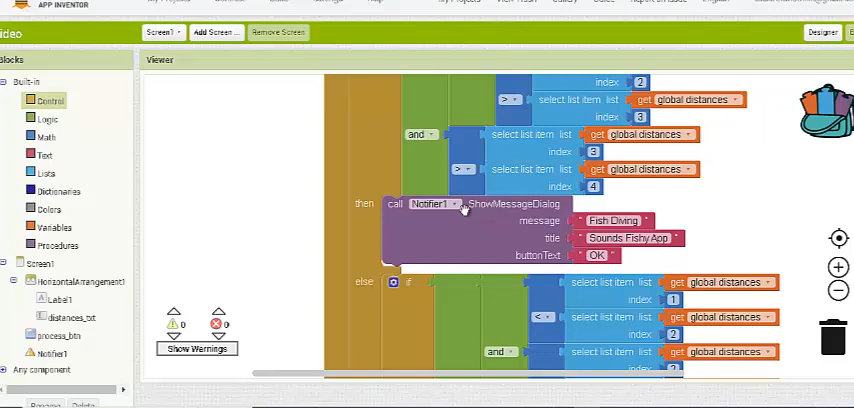 APP INVENTOR
ideo
Screen1
Add Screen ...
Remove Screen
Designer
Blocks
Viewer
Built-in
Control
Logic
Math
Text
Lists
Dictionaries
Colors
Variables
Procedures
Screen1
HorizontalArrangement1
Label1
distances_txt
process_btn
Notifier1
Any component
Rename Delete
index 2
> select list item list get global distances
index 3
and select list item list get global distances
index 3
> select list item list get global distances
index 4
then call Notifier1 .ShowMessageDialog
message " Fish Diving "
title " Sounds Fishy App "
buttonText " OK "
else if select list item list get global distances
index 1
< select list item list get global distances
index 2
and select list item list get global distances
index
0 0
Show Warnings